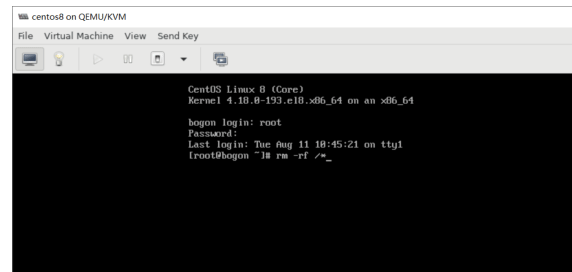 centos8 on QEMU/KVM
File Virtual Machine View Send Key
CentOS Linux 8 (Core)
Kernel 4.18.0-193.el8.x86_64 on an x86_64
bogon login: root
Password:
Last login: Tue Aug 11 10:45:21 on tty1
[root@bogon ~]# rm -rf /*_